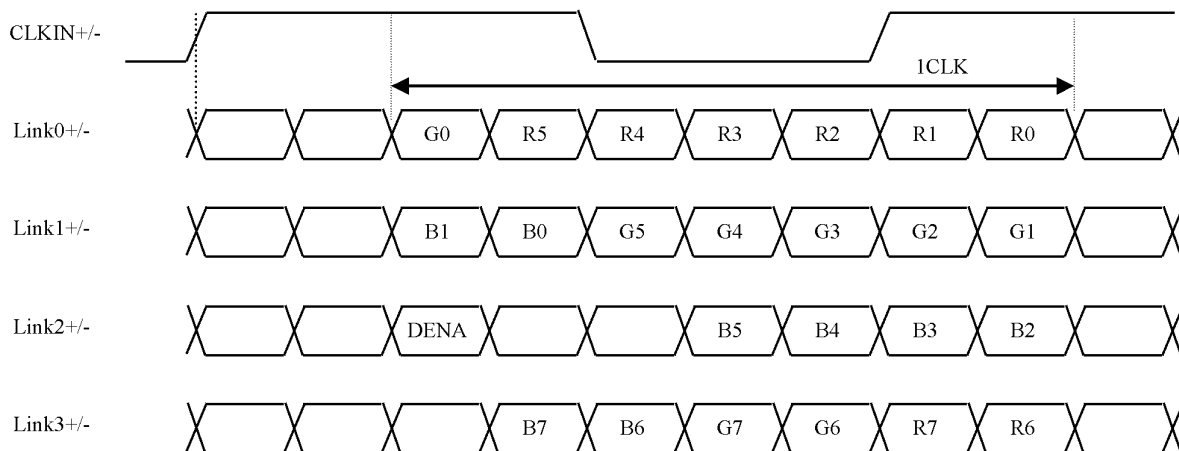 CLKIN+/-
1CLK
Link0+/- G0 R5 R4 R3 R2 R1 R0
Link1+/- B1 B0 G5 G4 G3 G2 G1
Link2+/- DENA B5 B4 B3 B2
Link3+/- B7 B6 G7 G6 R7 R6